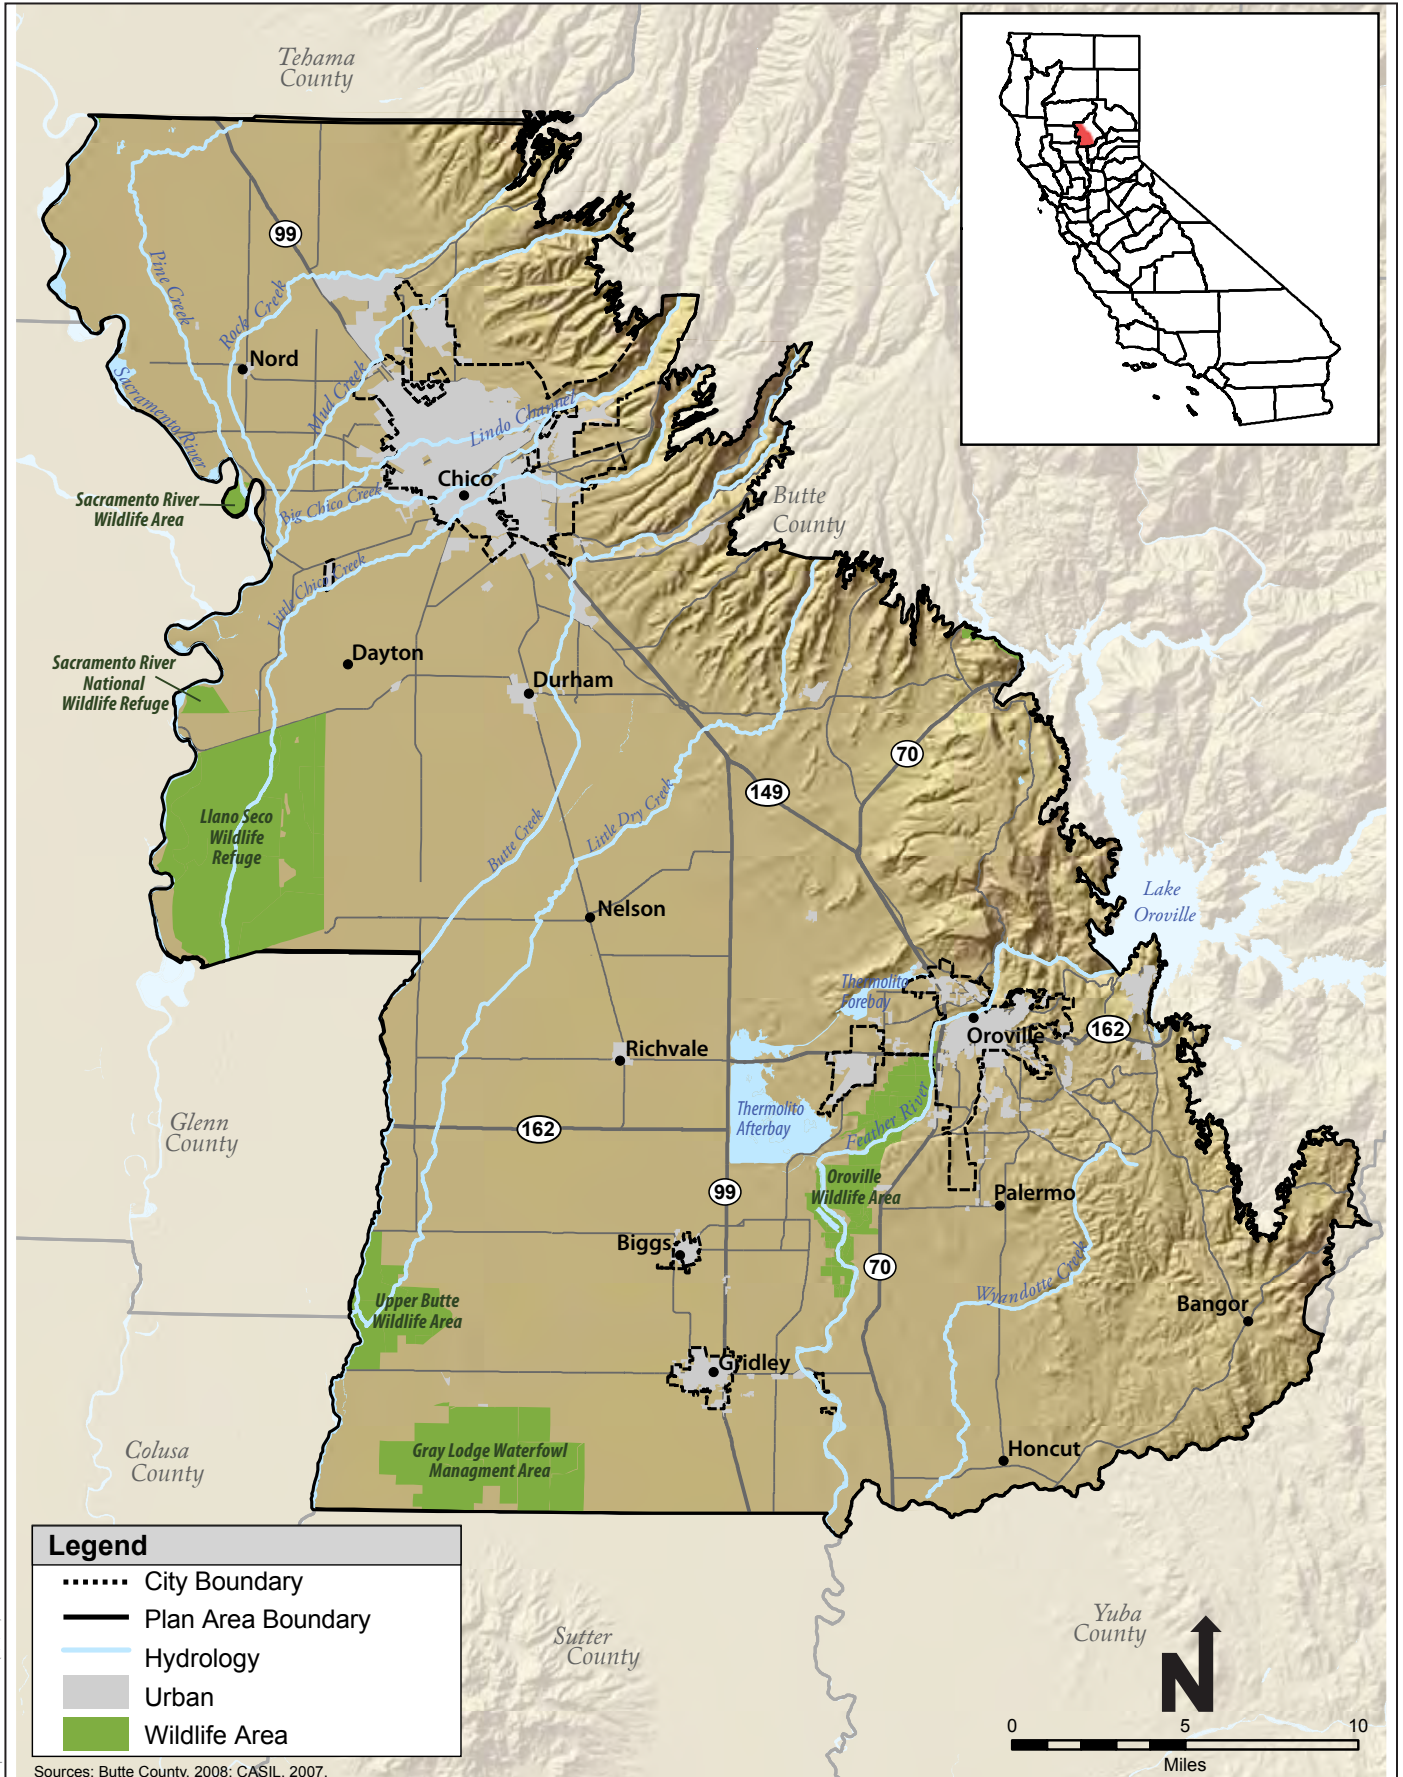 Tehama
County
99
Pine Creek
Rock Creek
Nord
Mud Creek
Sacramento River
Lindo Channel
Chico
Big Chico Creek
Sacramento River
Wildlife Area
Butte
County
Little Chico Creek
Dayton
Sacramento River
National
Wildlife Refuge
Durham
70
149
Llano Seco
Wildlife
Refuge
Butte Creek
Little Dry Creek
Nelson
Lake
Oroville
Thermolito
Forebay
Oroville
162
Richvale
Thermolito
Afterbay
Feather River
Glenn
County
162
Oroville
Wildlife Area
99
Palermo
Biggs
70
Wyandotte Creek
Bangor
Upper Butte
Wildlife Area
Gridley
Gray Lodge Waterfowl
Managment Area
Honcut
Colusa
County
Legend
City Boundary
Plan Area Boundary
Hydrology
Urban
Wildlife Area
Sutter
County
Yuba
County
N
0 5 10
Miles
Sources: Butte County, 2008; CASIL, 2007.